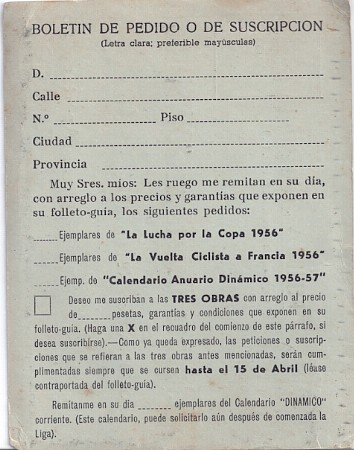 BOLETIN DE PEDIDO O DE SUSCRIPCION
(Letra clara; preferible mayúsculas)
D.
Calle
N.º Piso
Ciudad
Provincia
Muy Sres. míos: Les ruego me remitan en su día,
con arreglo a los precios y garantías que exponen en
su folleto-guía, los siguientes pedidos:
Ejemplares de "La Lucha por la Copa 1956"
Ejemplares de "La Vuelta Ciclista a Francia 1956"
Ejemp. de "Calendario Anuario Dinámico 1956-57"
Deseo me suscriban a las TRES OBRAS con arreglo al precio
de pesetas, garantías y condiciones que exponen en su
folleto-guía. (Haga una X en el recuadro del comienzo de este párrafo, si
desea suscribirse).—Como ya queda expresado, las peticiones o suscrip-
ciones que se refieran a las tres obras antes mencionadas, serán cum-
plimentadas siempre que se cursen hasta el 15 de Abril (léase
contraportada del folleto-guía).
Remitanme en su día ejemplares del Calendario "DINAMICO"
corriente. (Este calendario, puede solicitarlo aún después de comenzada la
Liga).